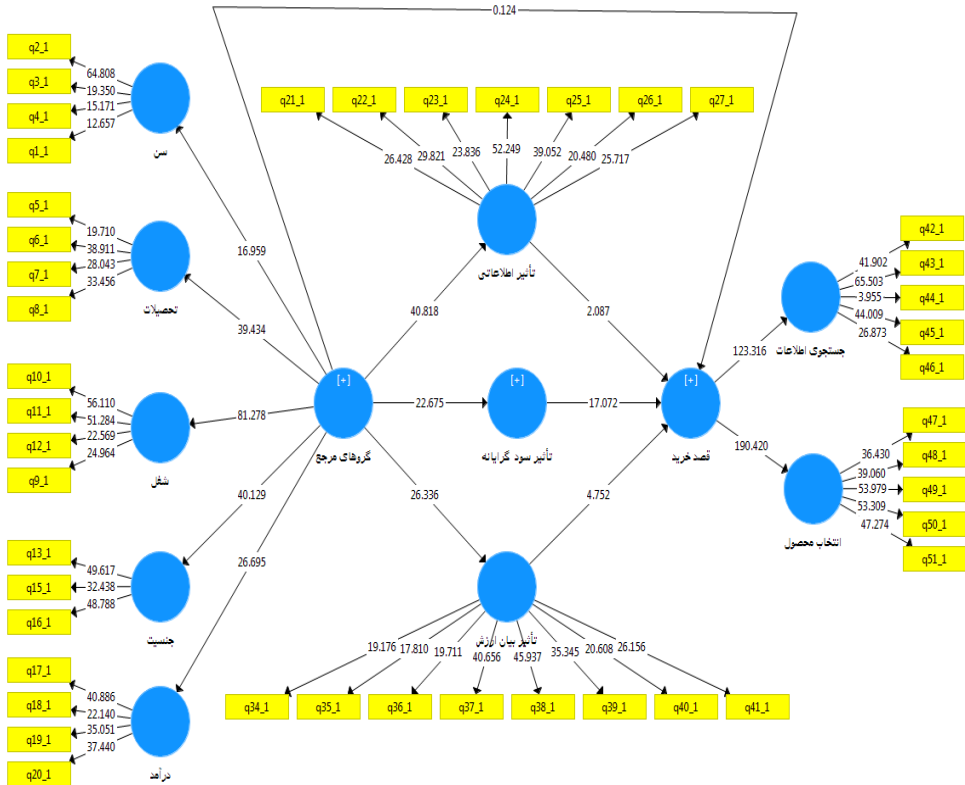 0.124
q2_1
q3_1
q4_1
q1_1
64.808
19.350
15.171
12.657
سن
q5_1
q6_1
q7_1
q8_1
19.710
38.911
28.043
33.456
تحصیلات
q10_1
q11_1
q12_1
q9_1
56.110
51.284
22.569
24.964
شغل
q13_1
q15_1
q16_1
49.617
32.438
48.788
جنسیت
q17_1
q18_1
q19_1
q20_1
40.886
22.140
35.051
37.440
درآمد
16.959
39.434
81.278
40.129
26.695
[+]
گروهای مرجع
q21_1 q22_1 q23_1 q24_1 q25_1 q26_1 q27_1
26.428 29.821 23.836 52.249 39.052 20.480 25.717
تأثیر اطلاعاتی
40.818
2.087
22.675
[+]
تأثیر سود گرایانه
17.072
26.336
4.752
تأثیر بیان ارزش
19.176 17.810 19.711 40.656 45.937 35.345 20.608 26.156
q34_1 q35_1 q36_1 q37_1 q38_1 q39_1 q40_1 q41_1
[+]
قصد خرید
123.316
190.420
جستجوی اطلاعات
41.902
65.503
3.955
44.009
26.873
q42_1
q43_1
q44_1
q45_1
q46_1
انتخاب محصول
36.430
39.060
53.979
53.309
47.274
q47_1
q48_1
q49_1
q50_1
q51_1